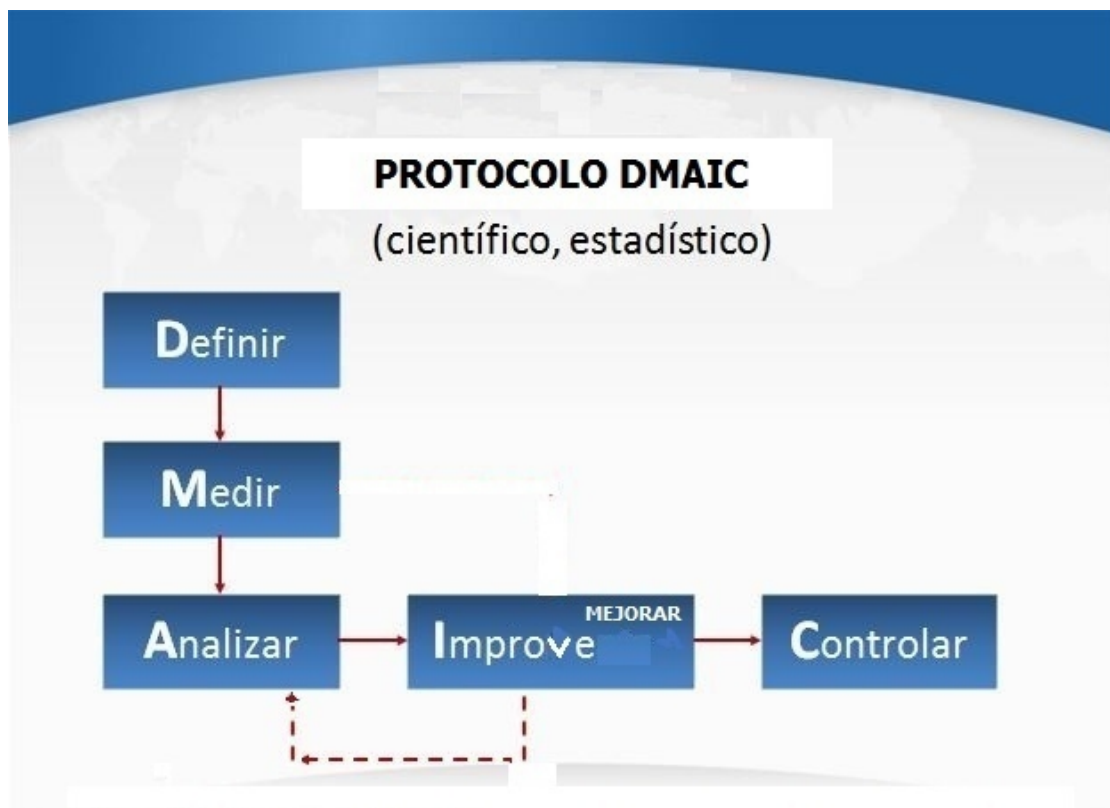 PROTOCOLO DMAIC
(científico, estadístico)
Definir
Medir
Analizar
MEJORAR
Improve
Controlar